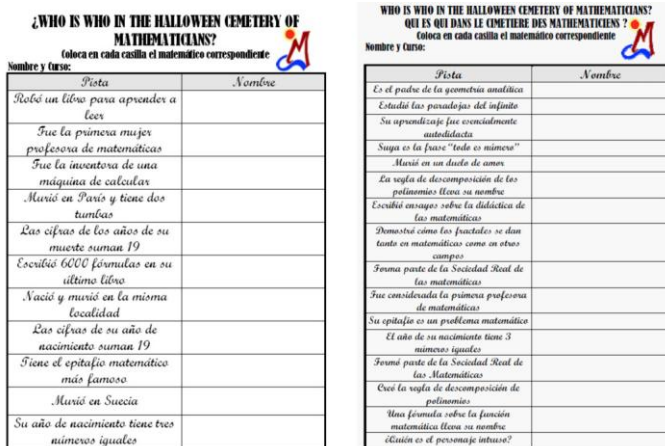 ¿WHO IS WHO IN THE HALLOWEEN CEMETERY OF
MATHEMATICIANS?
Coloca en cada casilla el matemático correspondiente
Nombre y Curso:
Pista
Nombre
Robó un libro para aprender a
leer
Fue la primera mujer
profesora de matemáticas
Fue la inventora de una
máquina de calcular
Murió en París y tiene dos
tumbas
Las cifras de los años de su
muerte suman 19
Escribió 6000 fórmulas en su
último libro
Nació y murió en la misma
localidad
Las cifras de su año de
nacimiento suman 19
Tiene el epitafio matemático
más famoso
Murió en Suecia
Su año de nacimiento tiene tres
números iguales
WHO IS WHO IN THE HALLOWEEN CEMETERY OF MATHEMATICIANS?
QUI ES QUI DANS LE CIMETIERE DES MATHEMATICIENS ?
Coloca en cada casilla el matemático correspondiente
Nombre y Curso:
Pista
Nombre
Es el padre de la geometría analítica
Estudió las paradojas del infinito
Su aprendizaje fue esencialmente
autodidacta
Suya es la frase "todo es número"
Murió en un duelo de amor
La regla de descomposición de los
polinomios lleva su nombre
Escribió ensayos sobre la didáctica de
las matemáticas
Demostró cómo los fractales se dan
tanto en matemáticas como en otros
campos
Forma parte de la Sociedad Real de
las matemáticas
Fue considerada la primera profesora
de matemáticas
Su epitafio es un problema matemático
El año de su nacimiento tiene 3
números iguales
Formó parte de la Sociedad Real de
las Matemáticas
Creó la regla de descomposición de
polinomios
Una fórmula sobre la función
matemática lleva su nombre
¿Quién es el personaje intruso?